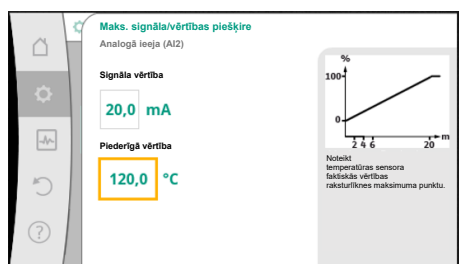 Maks. signāla/vērtības piešķire
Analogā ieeja (AI2)
Signāla vērtība
20,0 mA
Piederīgā vērtība
120,0 °C
%
100
0
2 4 6 20
m
Noteikt
temperatūras sensora
faktiskās vērtības
raksturlīknes maksimuma punktu.
?